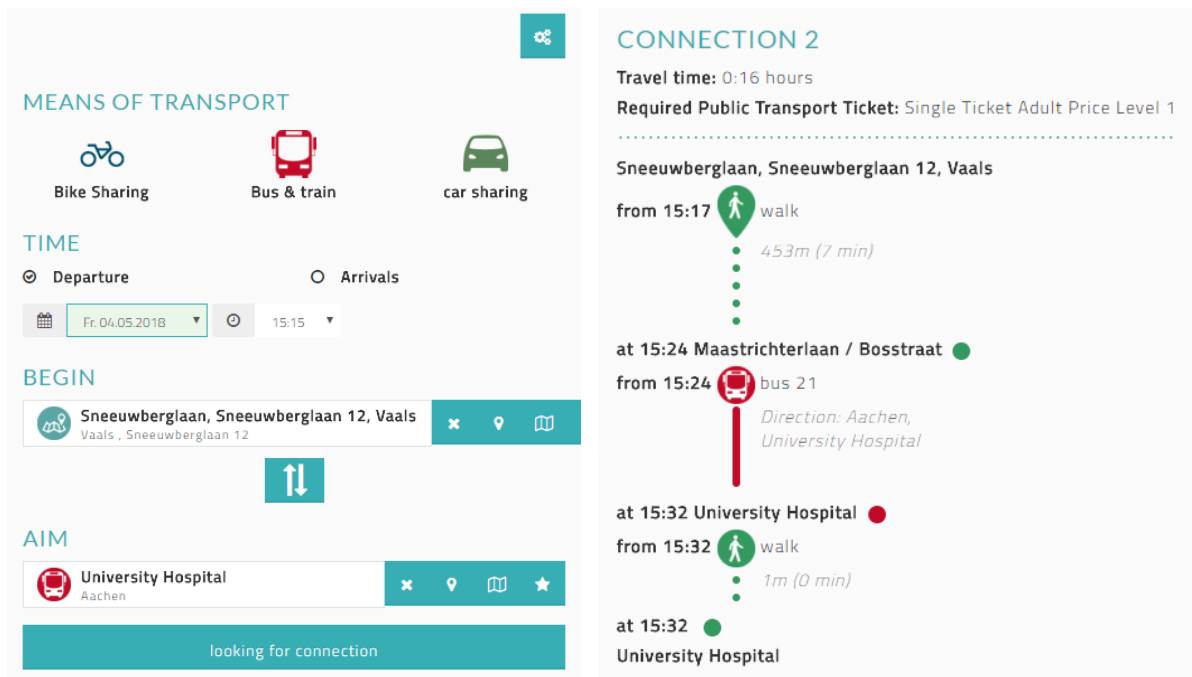 MEANS OF TRANSPORT
Bike Sharing
Bus & train
car sharing
TIME
Departure
Arrivals
Fr. 04.05.2018
15:15
BEGIN
Sneeuwberglaan, Sneeuwberglaan 12, Vaals
Vaals , Sneeuwberglaan 12
AIM
University Hospital
Aachen
looking for connection
CONNECTION 2
Travel time: 0:16 hours
Required Public Transport Ticket: Single Ticket Adult Price Level 1
Sneeuwberglaan, Sneeuwberglaan 12, Vaals
from 15:17 walk
453m (7 min)
at 15:24 Maastrichterlaan / Bosstraat
from 15:24 bus 21
Direction: Aachen,
University Hospital
at 15:32 University Hospital
from 15:32 walk
1m (0 min)
at 15:32
University Hospital